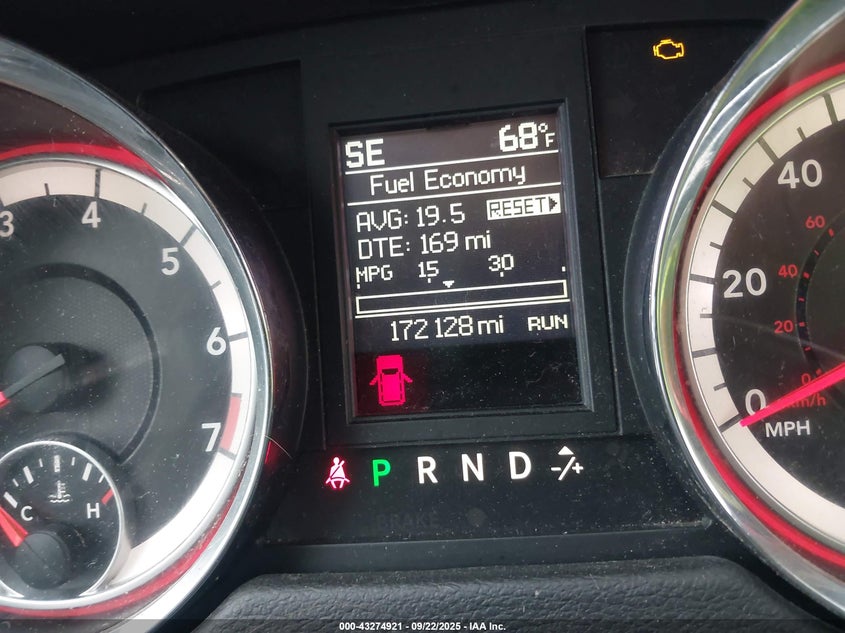 SE 68°F
Fuel Economy
AVG: 19.5 RESET
DTE: 169 mi
MPG 15 30
172128 mi RUN
P R N D -/+
BRAKE
3 4 5 6 7
C H
0 20 40
MPH
0 20 40 60
km/h
000-43274921 - 09/22/2025 - IAA Inc.